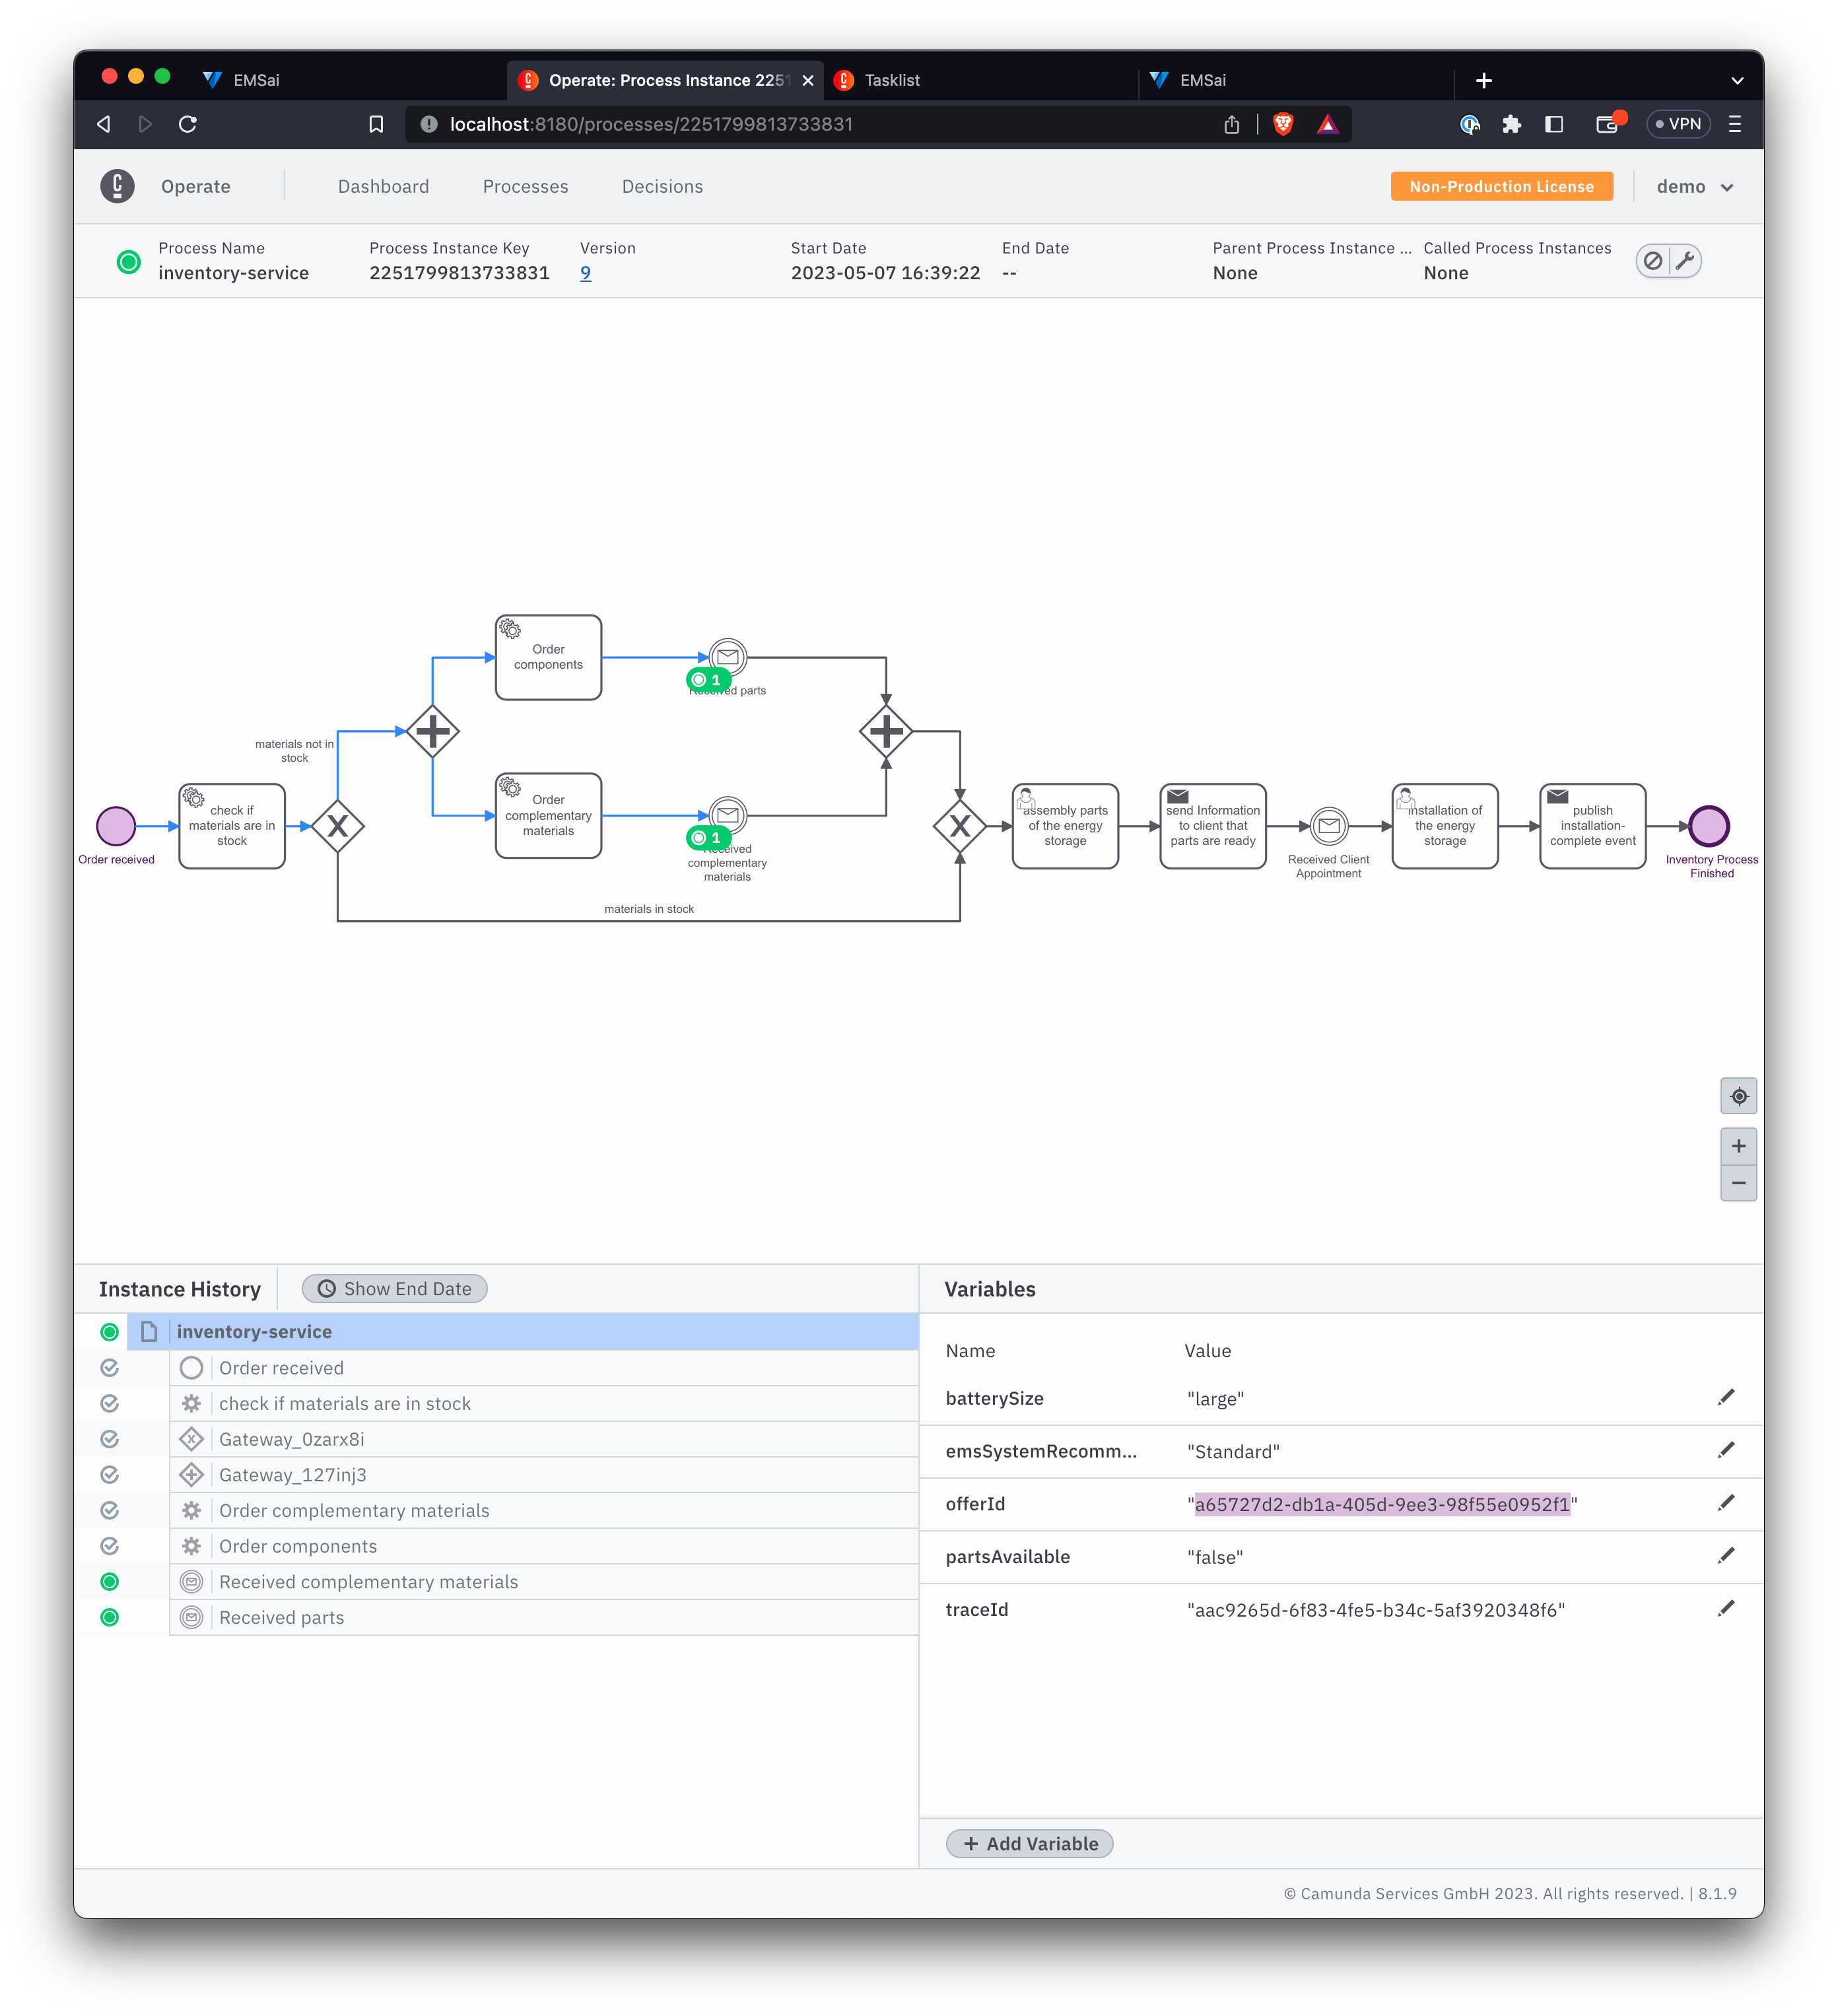 EMSai
Operate: Process Instance 2251
Tasklist
EMSai
localhost:8180/processes/2251799813733831
VPN
Operate
Dashboard
Processes
Decisions
Non-Production License
demo
Process Name
inventory-service
Process Instance Key
2251799813733831
Version
9
Start Date
2023-05-07 16:39:22
End Date
--
Parent Process Instance ...
None
Called Process Instances
None
Order
components
1
Received parts
materials not in
stock
Order
complementary
materials
1
Received
complementary
materials
Order received
check if
materials are in
stock
X
X
materials in stock
assembly parts
of the energy
storage
send Information
to client that
parts are ready
Received Client
Appointment
installation of
the energy
storage
publish
installation-
complete event
Inventory Process
Finished
Instance History
Show End Date
inventory-service
Order received
check if materials are in stock
Gateway_0zarx8i
Gateway_127inj3
Order complementary materials
Order components
Received complementary materials
Received parts
Variables
Name
Value
batterySize
"large"
emsSystemRecomm...
"Standard"
offerId
"a65727d2-db1a-405d-9ee3-98f55e0952f1"
partsAvailable
"false"
traceId
"aac9265d-6f83-4fe5-b34c-5af3920348f6"
+ Add Variable
© Camunda Services GmbH 2023. All rights reserved. | 8.1.9